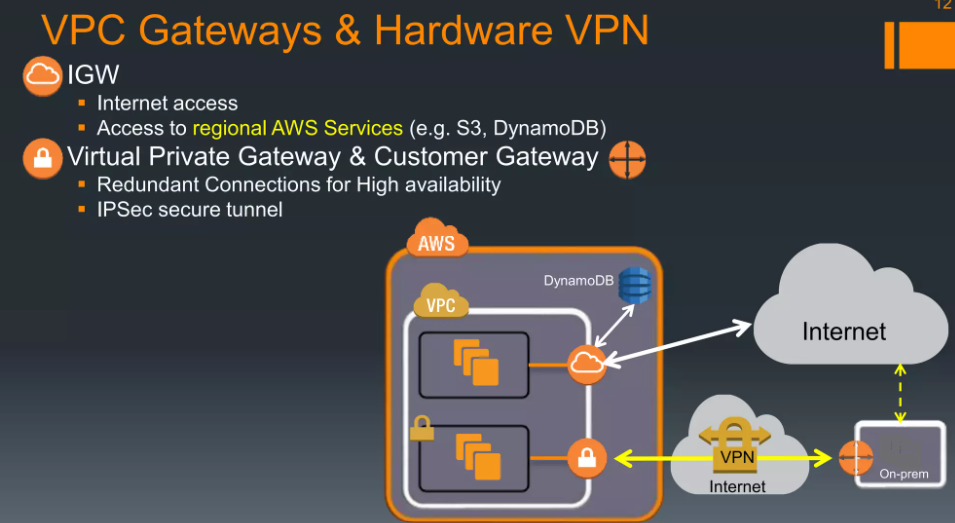 12
VPC Gateways & Hardware VPN
IGW
Internet access
Access to regional AWS Services (e.g. S3, DynamoDB)
Virtual Private Gateway & Customer Gateway
Redundant Connections for High availability
IPSec secure tunnel
AWS
DynamoDB
VPC
Internet
VPN
Internet
On-prem